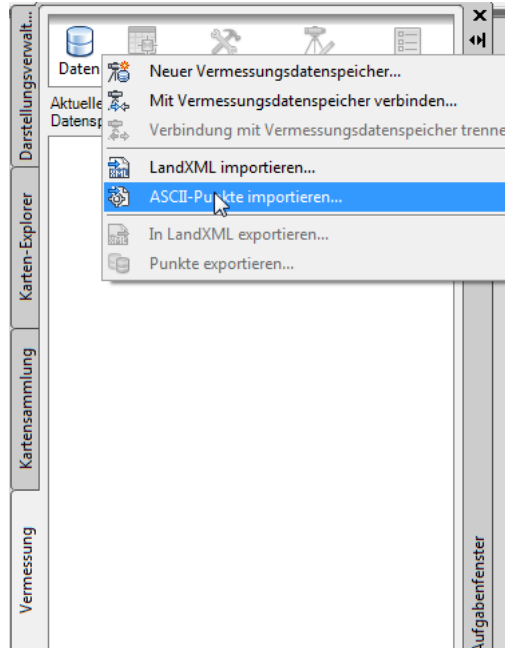 Darstellungsverwalt...
Karten-Explorer
Kartensammlung
Vermessung
Daten
Aktuelle
Datensp
Neuer Vermessungsdatenspeicher...
Mit Vermessungsdatenspeicher verbinden...
Verbindung mit Vermessungsdatenspeicher trenne
LandXML importieren...
ASCII-Punkte importieren...
In LandXML exportieren...
Punkte exportieren...
Aufgabenfenster